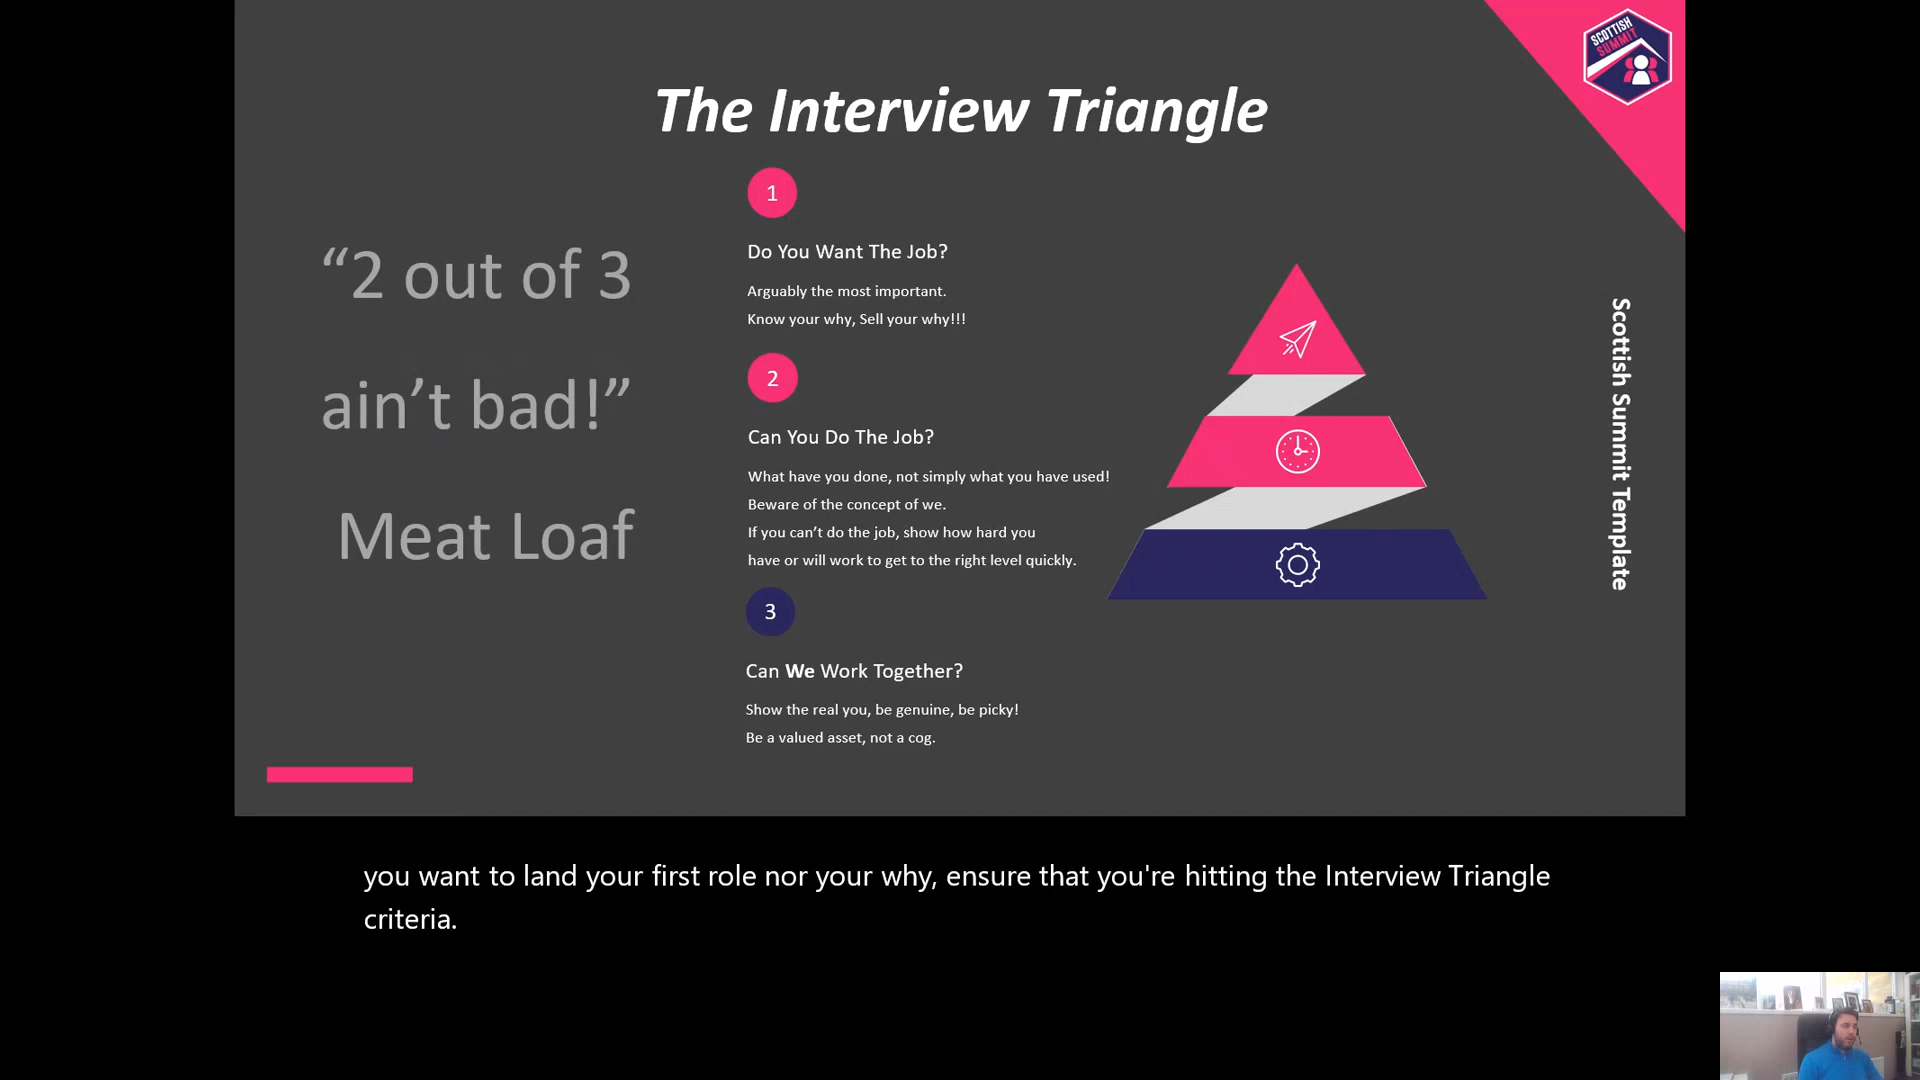 SCOTTISH
SUMMIT
The Interview Triangle
“2 out of 3
ain’t bad!”
Meat Loaf
1
Do You Want The Job?
Arguably the most important.
Know your why, Sell your why!!!
2
Can You Do The Job?
What have you done, not simply what you have used!
Beware of the concept of we.
If you can’t do the job, show how hard you
have or will work to get to the right level quickly.
3
Can We Work Together?
Show the real you, be genuine, be picky!
Be a valued asset, not a cog.
Scottish Summit Template
you want to land your first role nor your why, ensure that you're hitting the Interview Triangle
criteria.